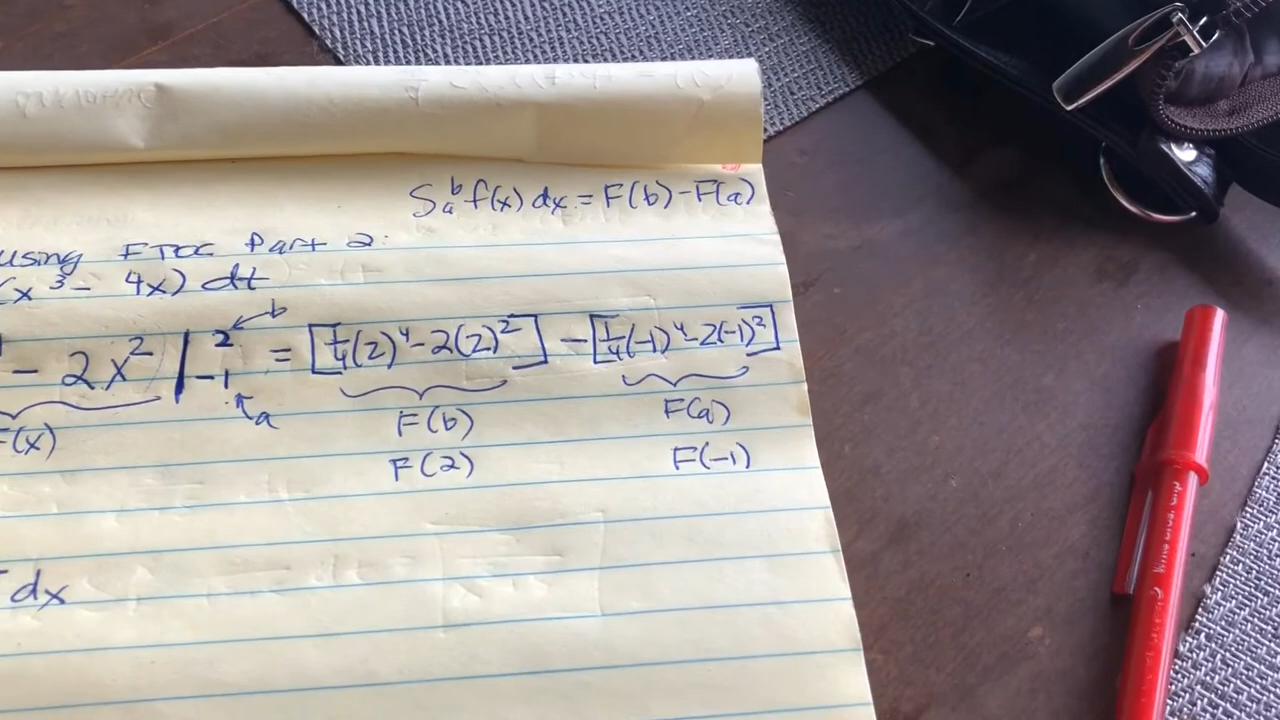 ∫ₐᵇ f(x) dx = F(b) - F(a)
using FTOC Part 2:
(x³ - 4x) dt
- 2x² |₋₁² = [¼(2)⁴ - 2(2)²] - [¼(-1)⁴ - 2(-1)²]
b
a
F(x) F(b) F(a)
F(2) F(-1)
dx